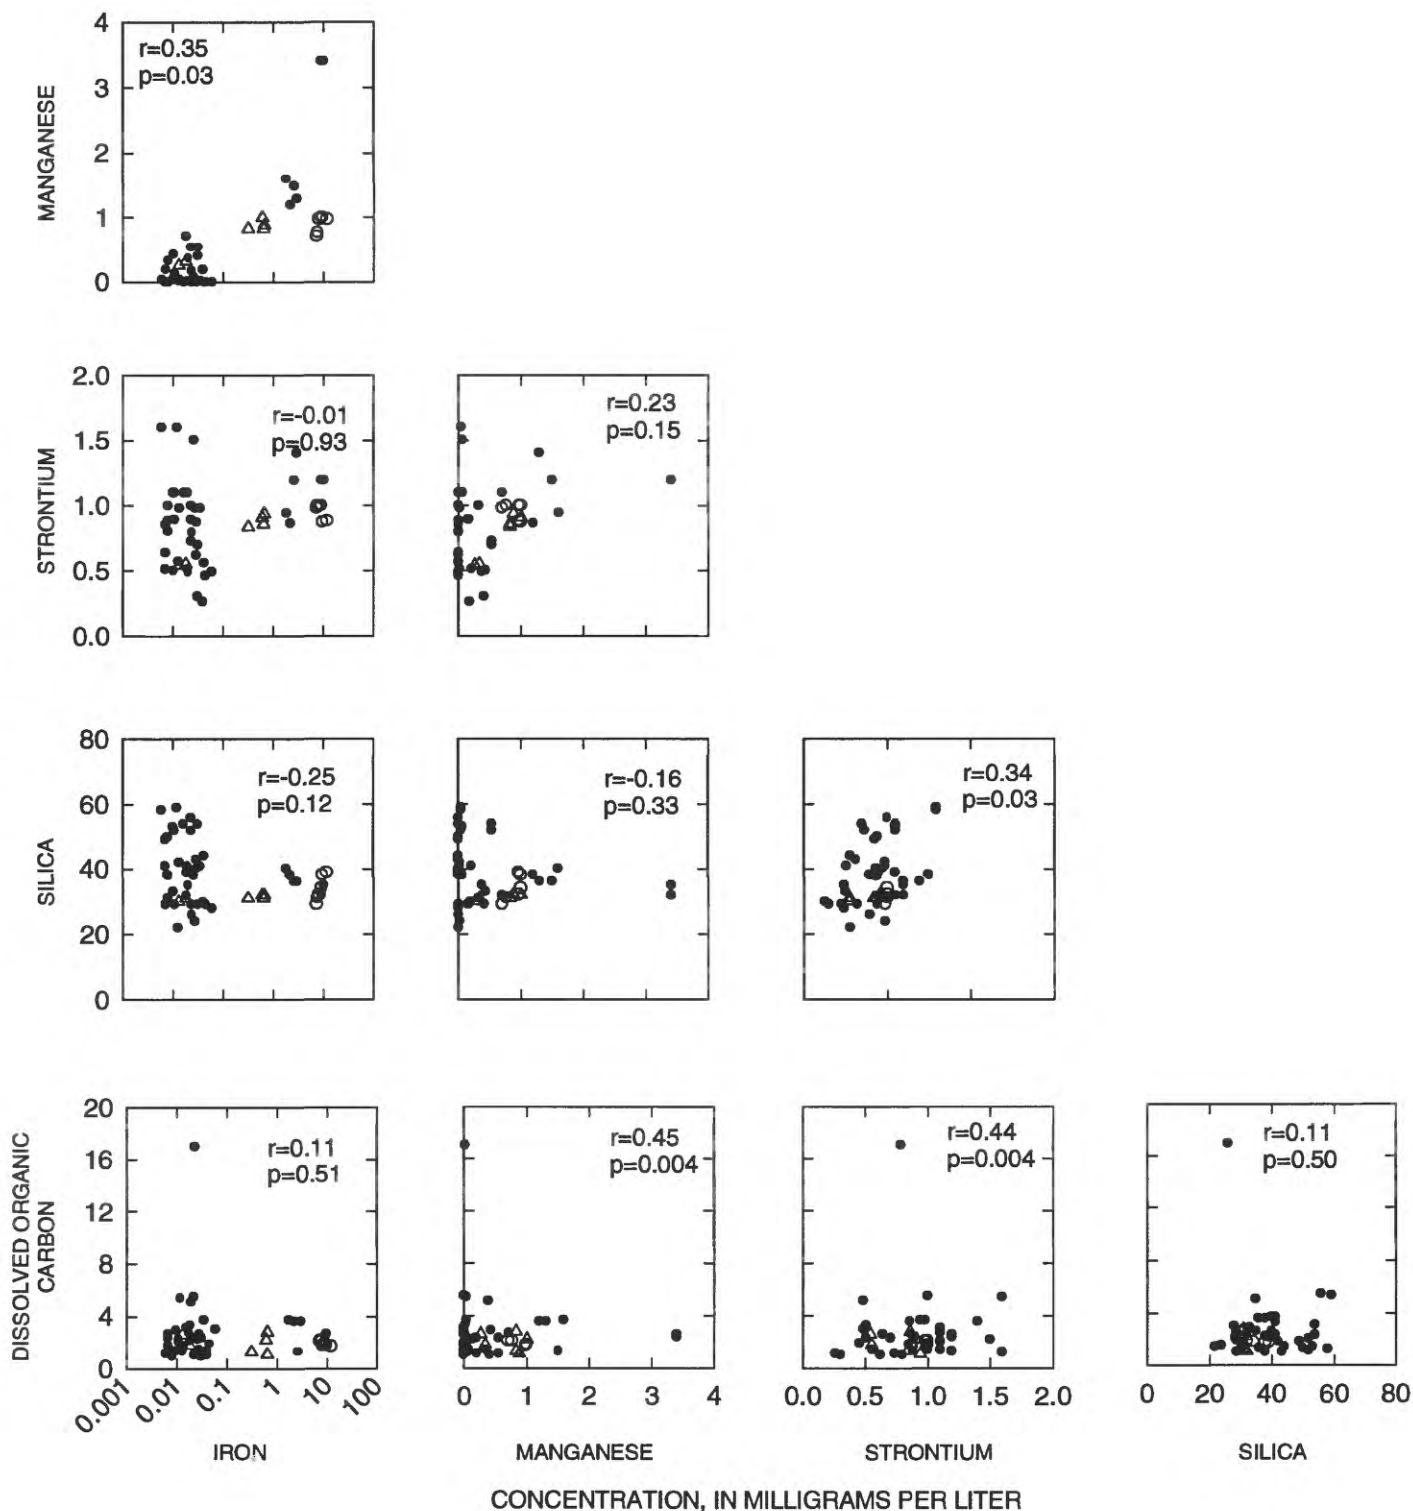 4
r=0.35
p=0.03
3
MANGANESE
2
1
0
2.0
r=-0.01
p=0.93
r=0.23
p=0.15
1.5
STRONTIUM
1.0
0.5
0.0
80
r=-0.25
p=0.12
r=-0.16
p=0.33
r=0.34
p=0.03
60
SILICA
40
20
0
20
r=0.11
p=0.51
r=0.45
p=0.004
r=0.44
p=0.004
r=0.11
p=0.50
16
12
DISSOLVED ORGANIC
CARBON
8
4
0
0.001 0.01 0.1 1 10 100
0 1 2 3 4
0.0 0.5 1.0 1.5 2.0
0 20 40 60 80
IRON MANGANESE STRONTIUM SILICA
CONCENTRATION, IN MILLIGRAMS PER LITER